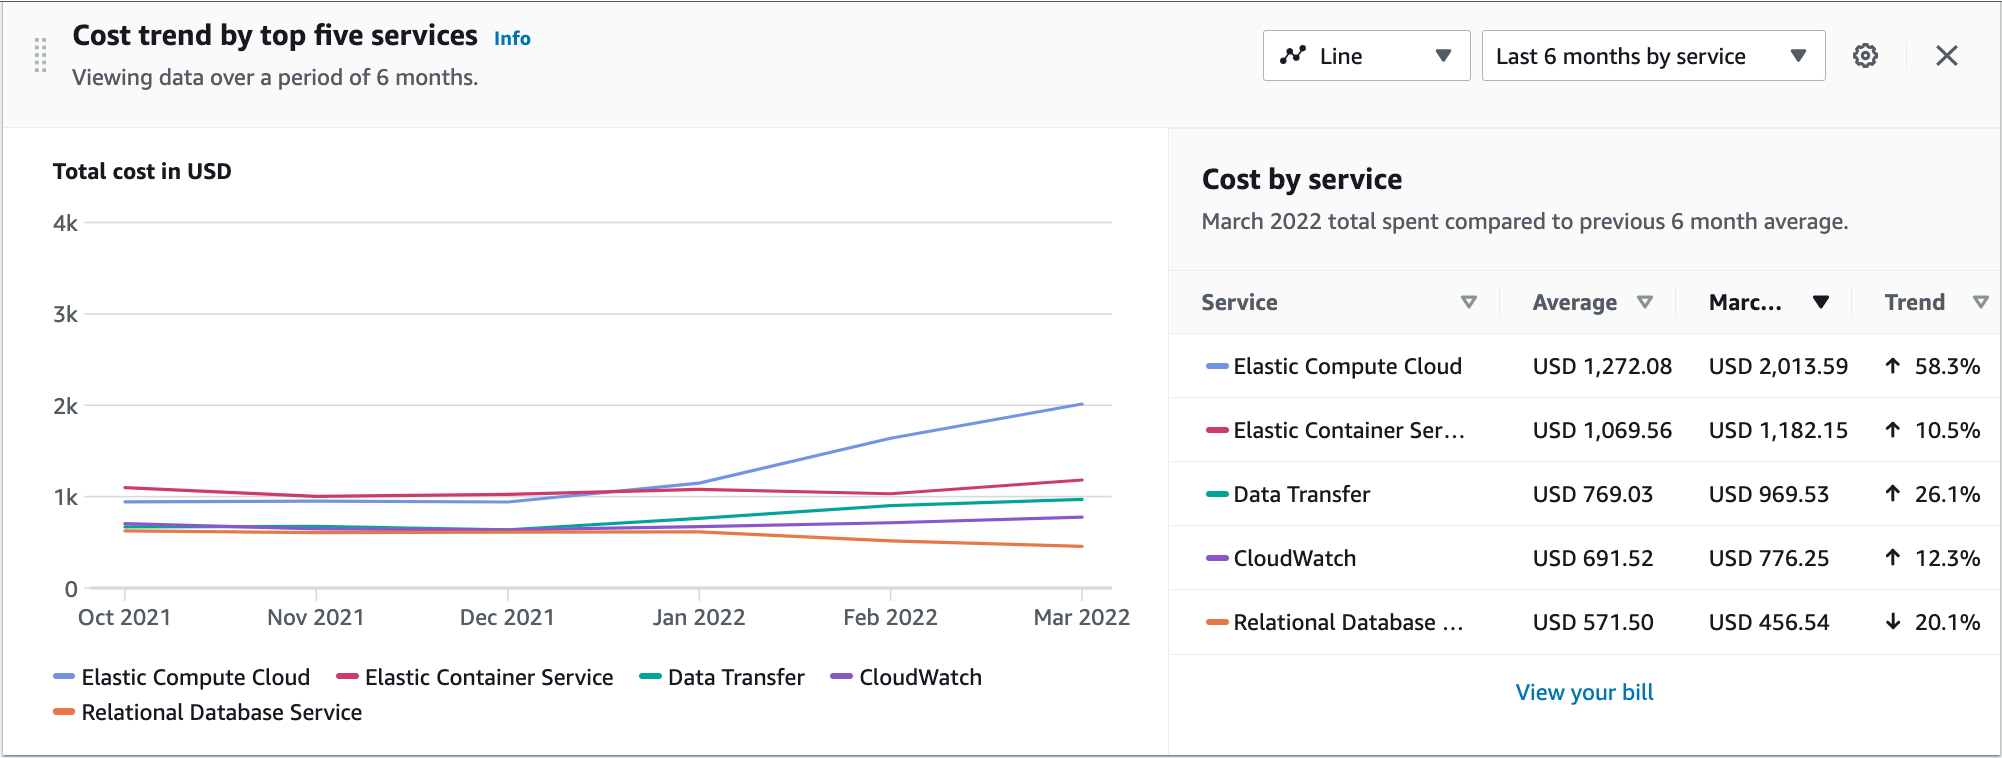 Cost trend by top five services Info
Viewing data over a period of 6 months.
Line
Last 6 months by service
Total cost in USD
4k
3k
2k
1k
0
Oct 2021 Nov 2021 Dec 2021 Jan 2022 Feb 2022 Mar 2022
Elastic Compute Cloud Elastic Container Service Data Transfer CloudWatch
Relational Database Service
Cost by service
March 2022 total spent compared to previous 6 month average.
Service Average Marc... Trend
Elastic Compute Cloud USD 1,272.08 USD 2,013.59 ↑ 58.3%
Elastic Container Ser... USD 1,069.56 USD 1,182.15 ↑ 10.5%
Data Transfer USD 769.03 USD 969.53 ↑ 26.1%
CloudWatch USD 691.52 USD 776.25 ↑ 12.3%
Relational Database ... USD 571.50 USD 456.54 ↓ 20.1%
View your bill